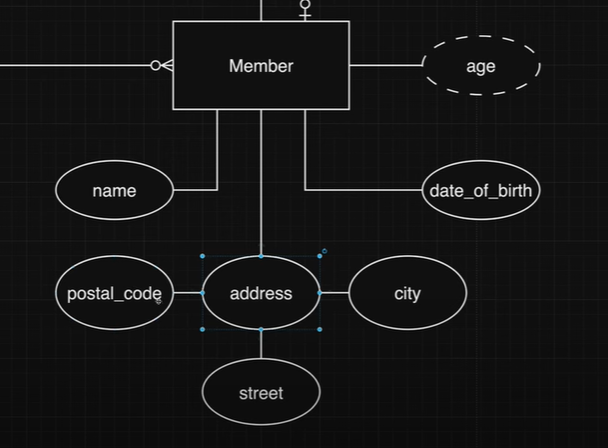 Member
age
name
date_of_birth
postal_code
address
city
street